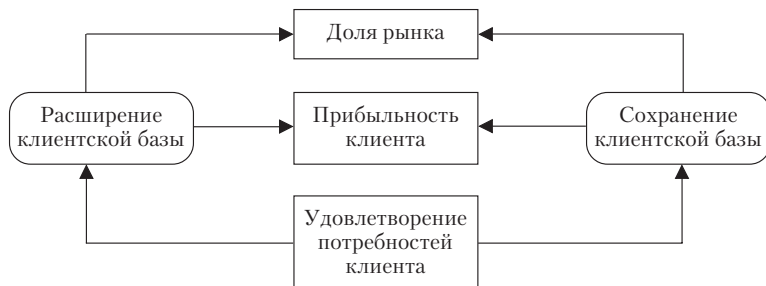 Доля рынка
Расширение
клиентской базы
Прибыльность
клиента
Сохранение
клиентской базы
Удовлетворение
потребностей
клиента